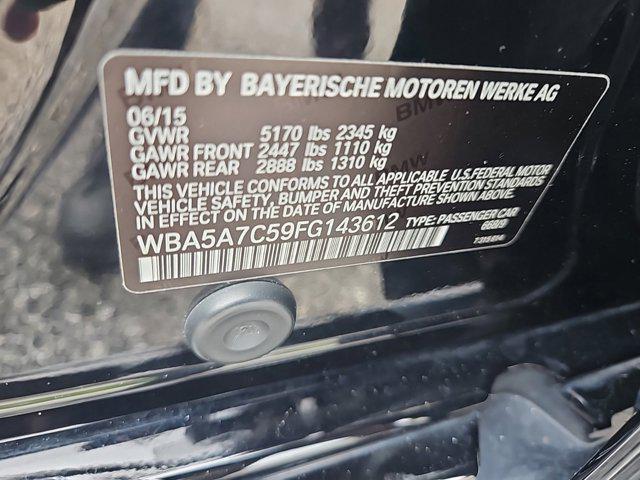 MFD BY BAYERISCHE MOTOREN WERKE AG
06/15
GVWR 5170 lbs 2345 kg
GAWR FRONT 2447 lbs 1110 kg
GAWR REAR 2888 lbs 1310 kg
THIS VEHICLE CONFORMS TO ALL APPLICABLE U.S. FEDERAL MOTOR
VEHICLE SAFETY, BUMPER AND THEFT PREVENTION STANDARDS
IN EFFECT ON THE DATE OF MANUFACTURE SHOWN ABOVE.
WBA5A7C59FG143612 TYPE: PASSENGER CAR